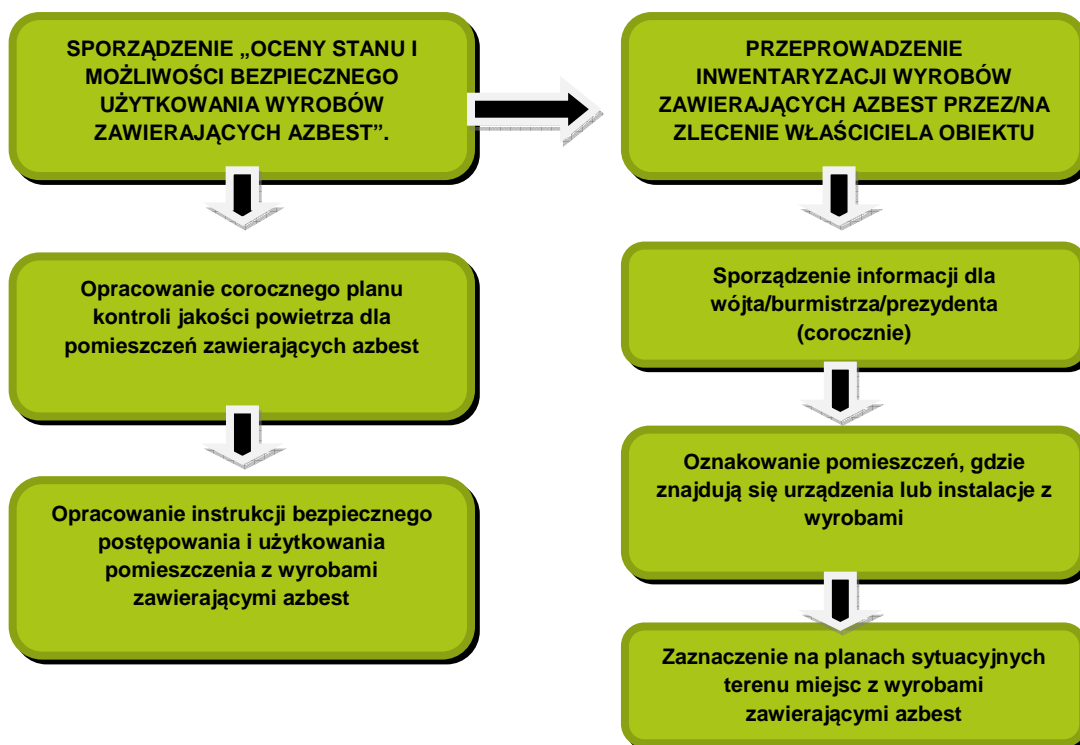 SPORZĄDZENIE „OCENY STANU I
MOŻLIWOŚCI BEZPIECZNEGO
UŻYTKOWANIA WYROBÓW
ZAWIERAJĄCYCH AZBEST”.
PRZEPROWADZENIE
INWENTARYZACJI WYROBÓW
ZAWIERAJĄCYCH AZBEST PRZEZ/NA
ZLECENIE WŁAŚCICIELA OBIEKTU
Opracowanie corocznego planu
kontroli jakości powietrza dla
pomieszczeń zawierających azbest
Sporządzenie informacji dla
wójta/burmistrza/prezydenta
(corocznie)
Opracowanie instrukcji bezpiecznego
postępowania i użytkowania
pomieszczenia z wyrobami
zawierającymi azbest
Oznakowanie pomieszczeń, gdzie
znajdują się urządzenia lub instalacje z
wyrobami
Zaznaczenie na planach sytuacyjnych
terenu miejsc z wyrobami
zawierającymi azbest